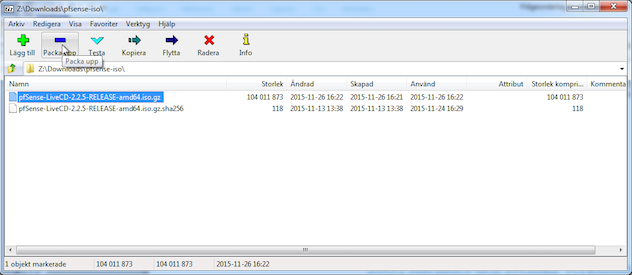 Z:\Downloads\pfsense-iso\
Arkiv Redigera Visa Favoriter Verktyg Hjälp
Lägg till Packa upp Testa Kopiera Flytta Radera Info
Packa upp
Z:\Downloads\pfsense-iso\
Namn Storlek Ändrad Skapad Använd Attribut Storlek kompri... Kommenta
pfSense-LiveCD-2.2.5-RELEASE-amd64.iso.gz 104 011 873 2015-11-26 16:22 2015-11-26 16:21 2015-11-26 16:22 104 011 873
pfSense-LiveCD-2.2.5-RELEASE-amd64.iso.gz.sha256 118 2015-11-13 13:38 2015-11-13 13:38 2015-11-24 16:29 118
1 objekt markerade 104 011 873 104 011 873 2015-11-26 16:22